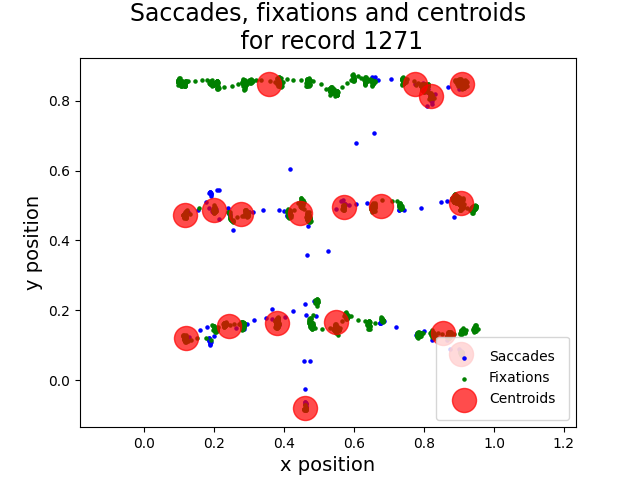 Saccades, fixations and centroids
for record 1271
y position
0.8
0.6
0.4
0.2
0.0
0.0 0.2 0.4 0.6 0.8 1.0 1.2
x position
Saccades
Fixations
Centroids